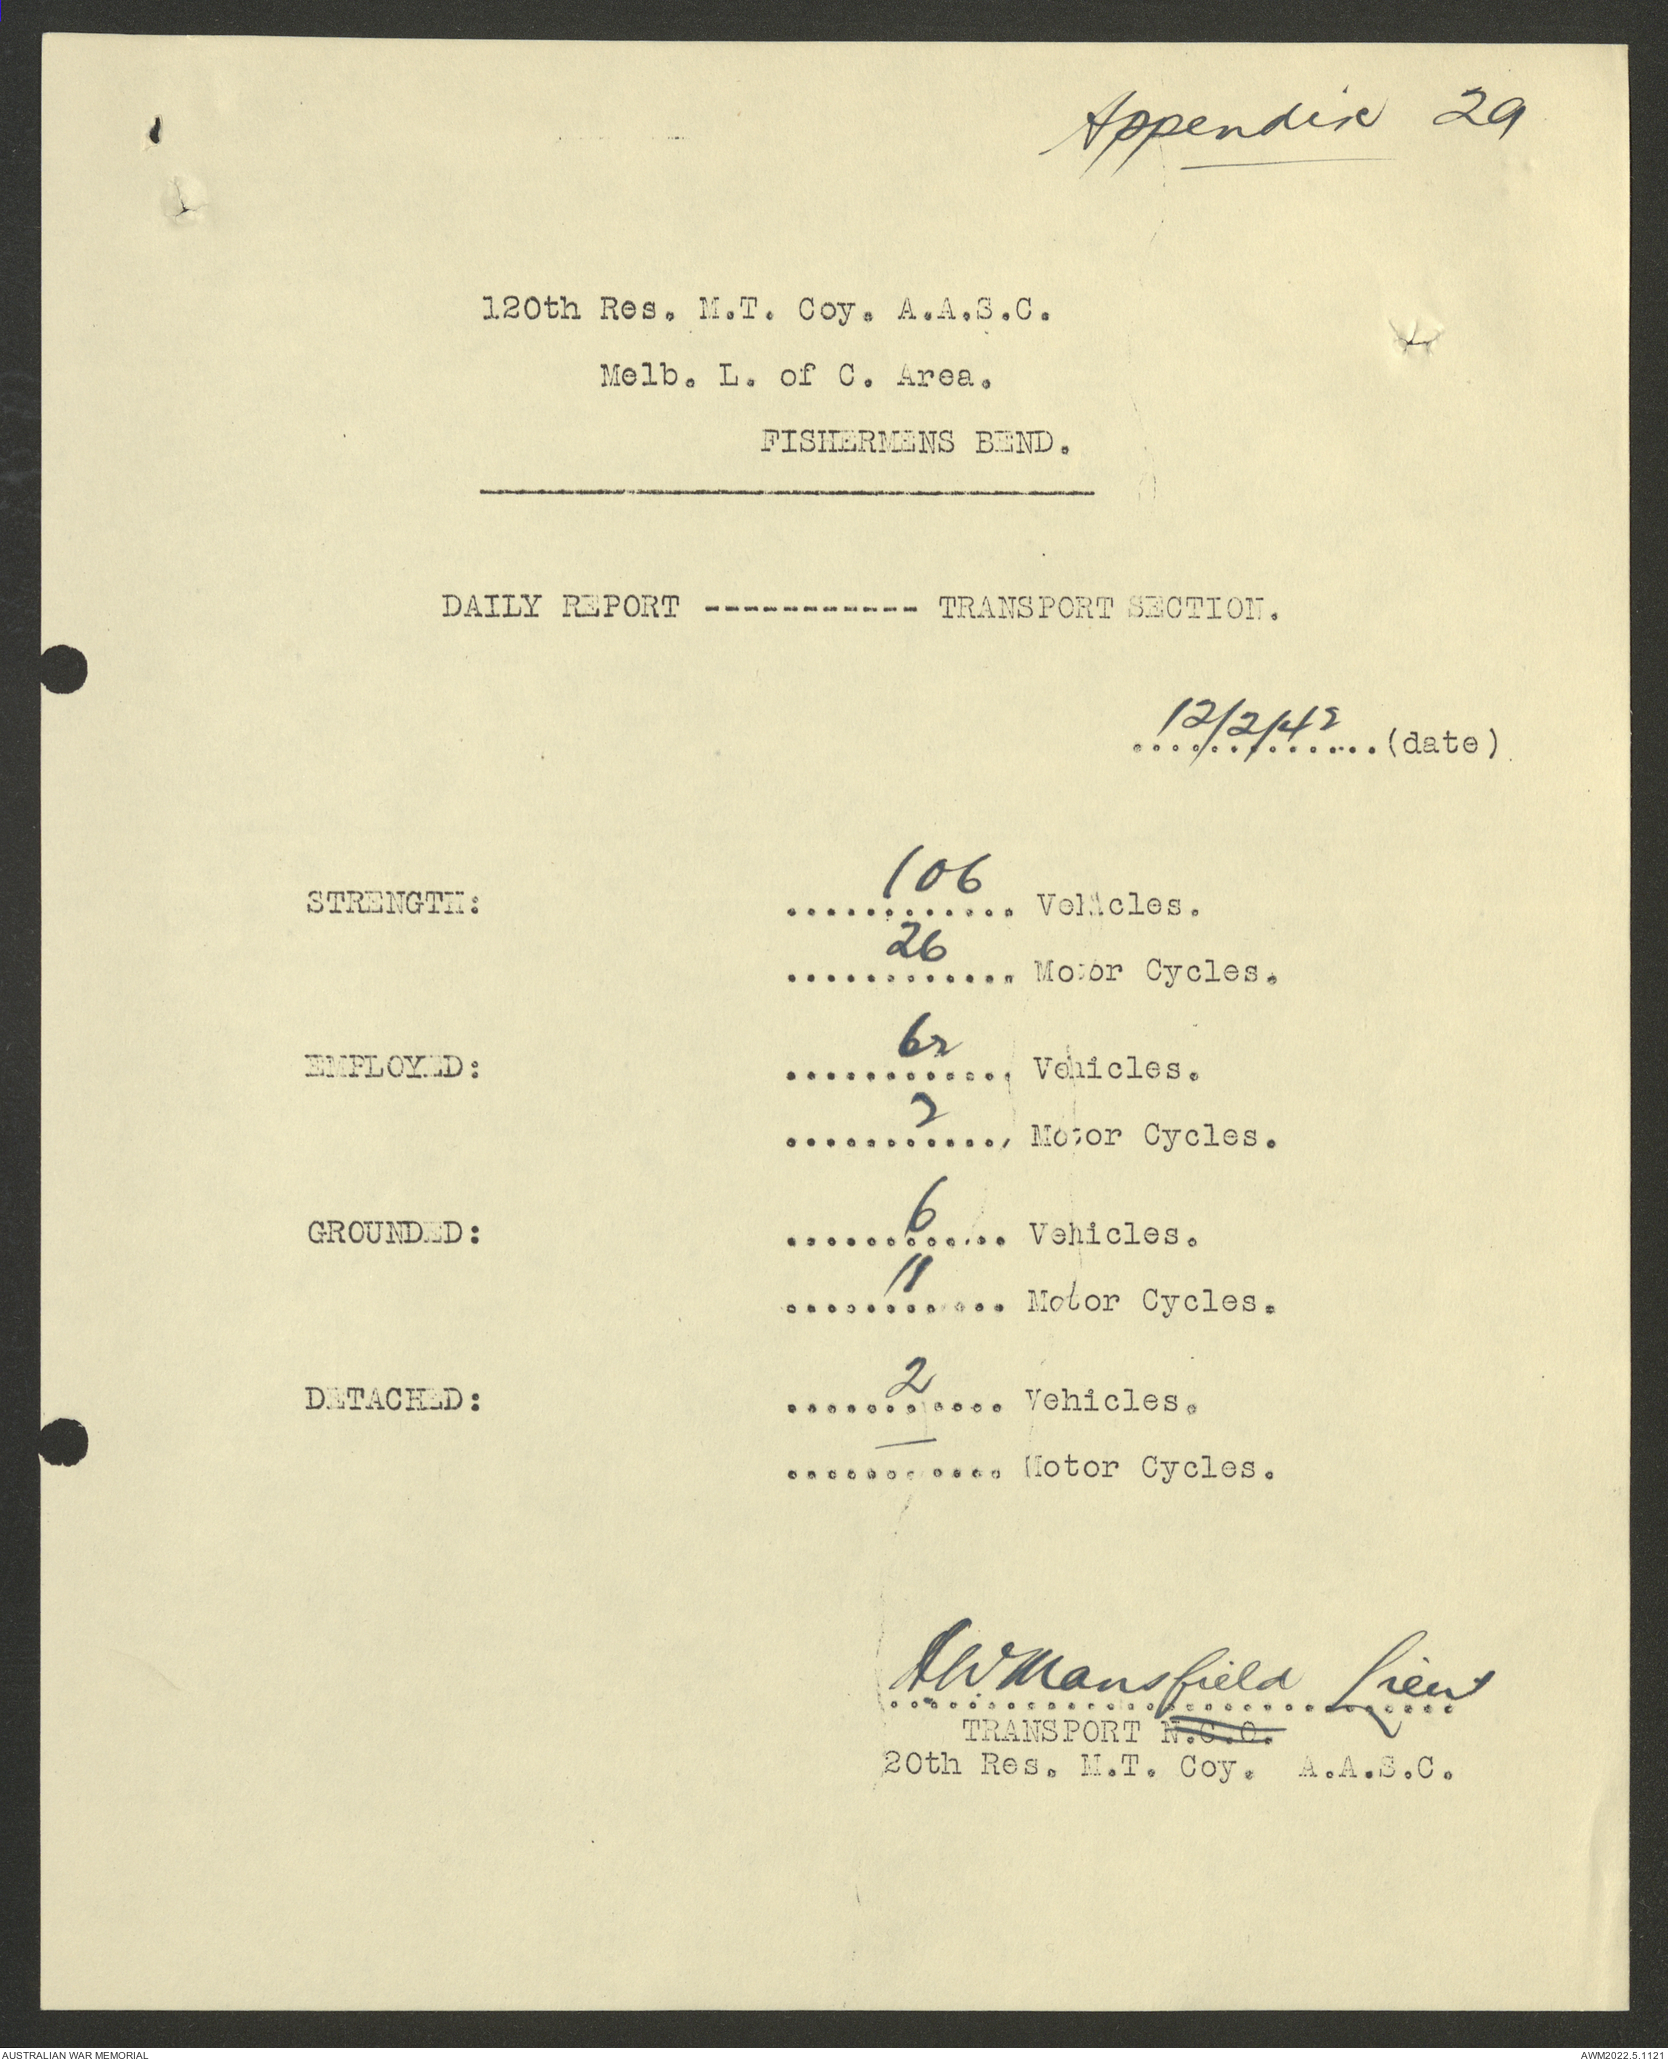 Appendix 29
120th Res. M.T. Coy. A.A.S.C.
Melb. L. of C. Area.
FISHERMENS BEND.
DAILY REPORT ----------- TRANSPORT SECTION.
12/2/42 (date)
STRENGTH: 106 Vehicles.
26 Motor Cycles.
EMPLOYED: 62 Vehicles.
2 Motor Cycles.
GROUNDED: 6 Vehicles.
11 Motor Cycles.
DETACHED: 2 Vehicles.
— Motor Cycles.
AW Mansfield Lieut
TRANSPORT N.C.O.
20th Res. M.T. Coy. A.A.S.C.
AUSTRALIAN WAR MEMORIAL
AWM2022.5.1121